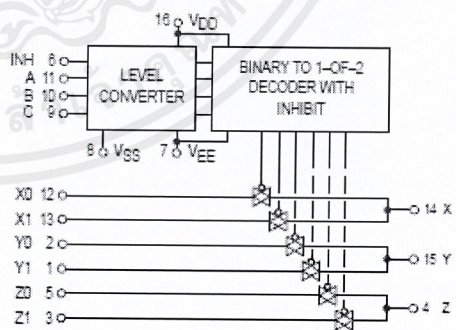 16 VDD
INH 6
A 11
B 10
C 9
LEVEL
CONVERTER
BINARY TO 1-OF-2
DECODER WITH
INHIBIT
8 VSS
7 VEE
X0 12
X1 13
14 X
Y0 2
Y1 1
15 Y
Z0 5
Z1 3
4 Z